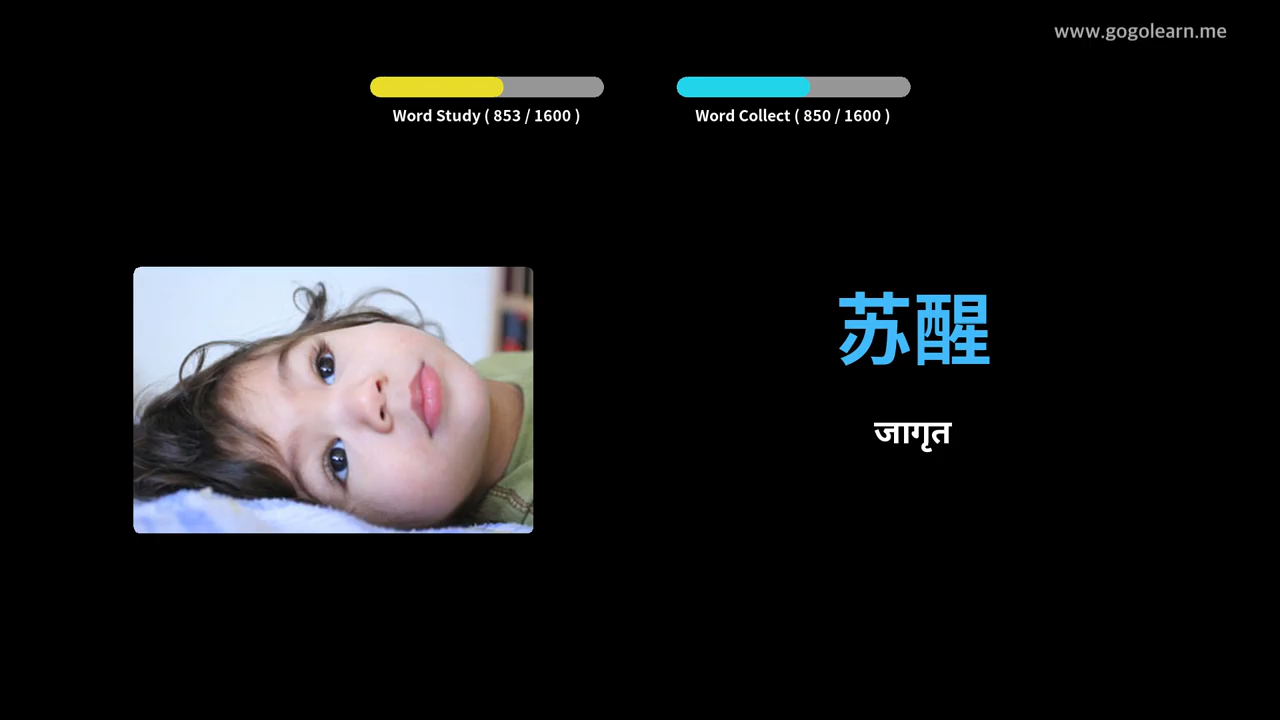 www.gogolearn.me
Word Study ( 853 / 1600 )
Word Collect ( 850 / 1600 )
苏醒
जागृत